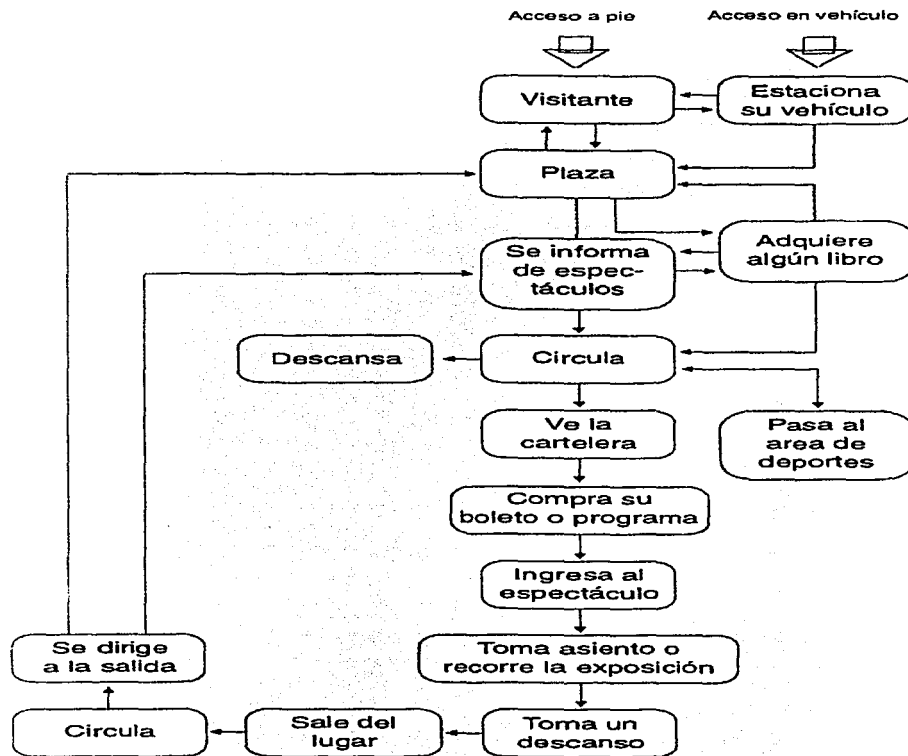 Acceso a pie
Acceso en vehículo
Visitante
Estaciona
su vehículo
Plaza
Se informa
de espec-
táculos
Adquiere
algún libro
Descansa
Circula
Ve la
cartelera
Pasa al
area de
deportes
Compra su
boleto o programa
Ingresa al
espectáculo
Toma asiento o
recorre la exposición
Se dirige
a la salida
Circula
Sale del
lugar
Toma un
descanso